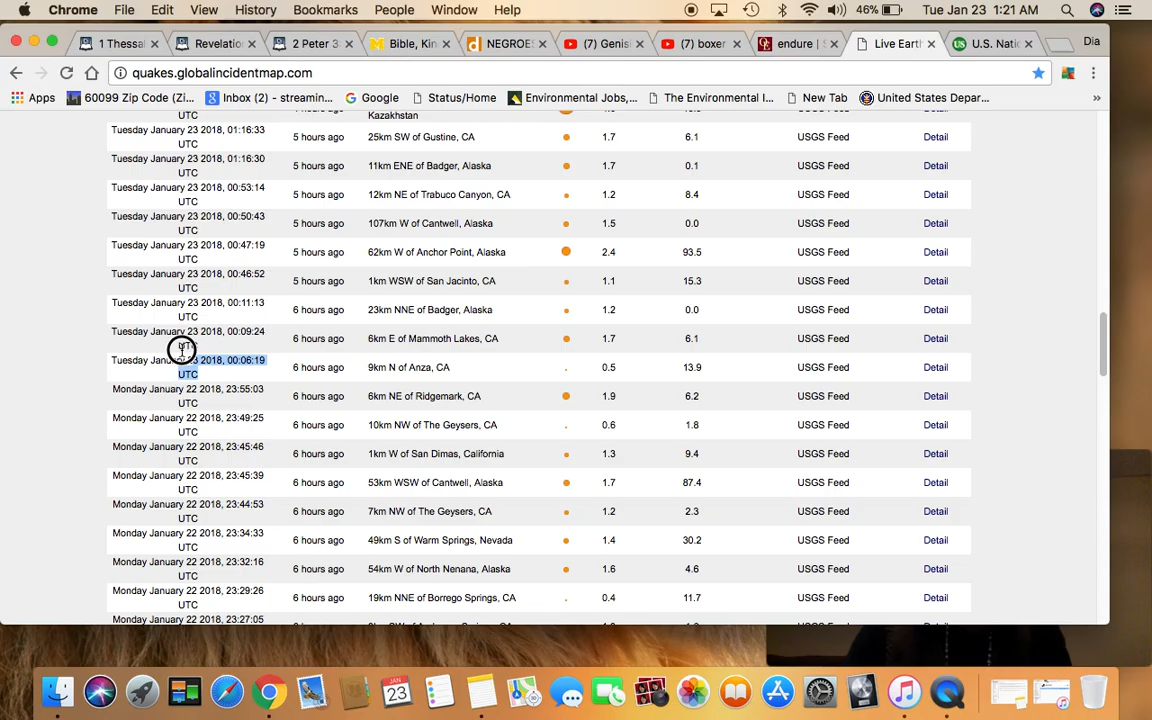 Chrome File Edit View History Bookmarks People Window Help 46% Tue Jan 23 1:21 AM
1 Thessal Revelation 2 Peter 3: Bible, Kin NEGROES (7) Genis (7) boxer endure | S Live Earth U.S. Natio Dia
quakes.globalincidentmap.com
Apps 60099 Zip Code (Zi... Inbox (2) - streamin... Google Status/Home Environmental Jobs,... The Environmental I... New Tab United States Depar... »
UTC Kazakhstan
Tuesday January 23 2018, 01:16:33 UTC 5 hours ago 25km SW of Gustine, CA 1.7 6.1 USGS Feed Detail
Tuesday January 23 2018, 01:16:30 UTC 5 hours ago 11km ENE of Badger, Alaska 1.7 0.1 USGS Feed Detail
Tuesday January 23 2018, 00:53:14 UTC 5 hours ago 12km NE of Trabuco Canyon, CA 1.2 8.4 USGS Feed Detail
Tuesday January 23 2018, 00:50:43 UTC 5 hours ago 107km W of Cantwell, Alaska 1.5 0.0 USGS Feed Detail
Tuesday January 23 2018, 00:47:19 UTC 5 hours ago 62km W of Anchor Point, Alaska 2.4 93.5 USGS Feed Detail
Tuesday January 23 2018, 00:46:52 UTC 5 hours ago 1km WSW of San Jacinto, CA 1.1 15.3 USGS Feed Detail
Tuesday January 23 2018, 00:11:13 UTC 6 hours ago 23km NNE of Badger, Alaska 1.2 0.0 USGS Feed Detail
Tuesday January 23 2018, 00:09:24 UTC 6 hours ago 6km E of Mammoth Lakes, CA 1.7 6.1 USGS Feed Detail
Tuesday January 23 2018, 00:06:19 UTC 6 hours ago 9km N of Anza, CA 0.5 13.9 USGS Feed Detail
Monday January 22 2018, 23:55:03 UTC 6 hours ago 6km NE of Ridgemark, CA 1.9 6.2 USGS Feed Detail
Monday January 22 2018, 23:49:25 UTC 6 hours ago 10km NW of The Geysers, CA 0.6 1.8 USGS Feed Detail
Monday January 22 2018, 23:45:46 UTC 6 hours ago 1km W of San Dimas, California 1.3 9.4 USGS Feed Detail
Monday January 22 2018, 23:45:39 UTC 6 hours ago 53km WSW of Cantwell, Alaska 1.7 87.4 USGS Feed Detail
Monday January 22 2018, 23:44:53 UTC 6 hours ago 7km NW of The Geysers, CA 1.2 2.3 USGS Feed Detail
Monday January 22 2018, 23:34:33 UTC 6 hours ago 49km S of Warm Springs, Nevada 1.4 30.2 USGS Feed Detail
Monday January 22 2018, 23:32:16 UTC 6 hours ago 54km W of North Nenana, Alaska 1.6 4.6 USGS Feed Detail
Monday January 22 2018, 23:29:26 UTC 6 hours ago 19km NNE of Borrego Springs, CA 0.4 11.7 USGS Feed Detail
Monday January 22 2018, 23:27:05
JAN
23